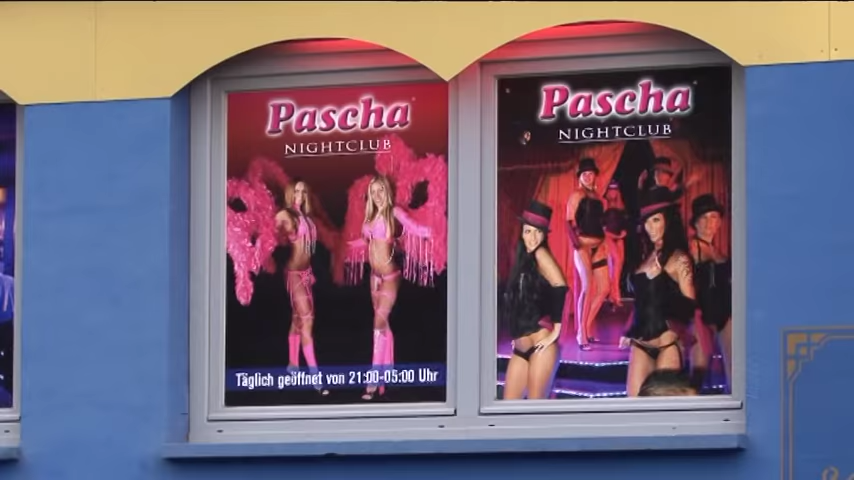 Pascha
NIGHTCLUB
Täglich geöffnet von 21:00-05:00 Uhr
Pascha
NIGHTCLUB